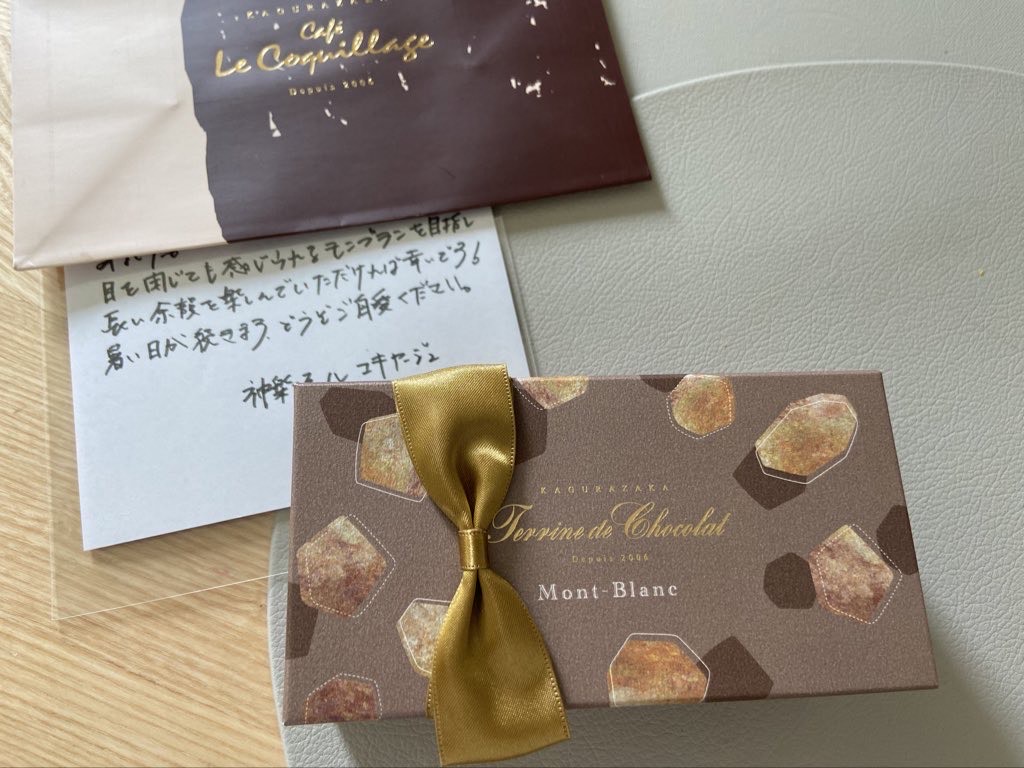 KAGURAZAKA
Café
Le Coquillage
Depuis 2006
目を閉じても感じられるモンブランを目指し
長い余韻を楽しんでいただければ幸いです!
暑い日が続きます、どうぞご自愛ください。
神楽 ル コキヤージュ
KAGURAZAKA
Terrine de Chocolat
Depuis 2006
Mont-Blanc